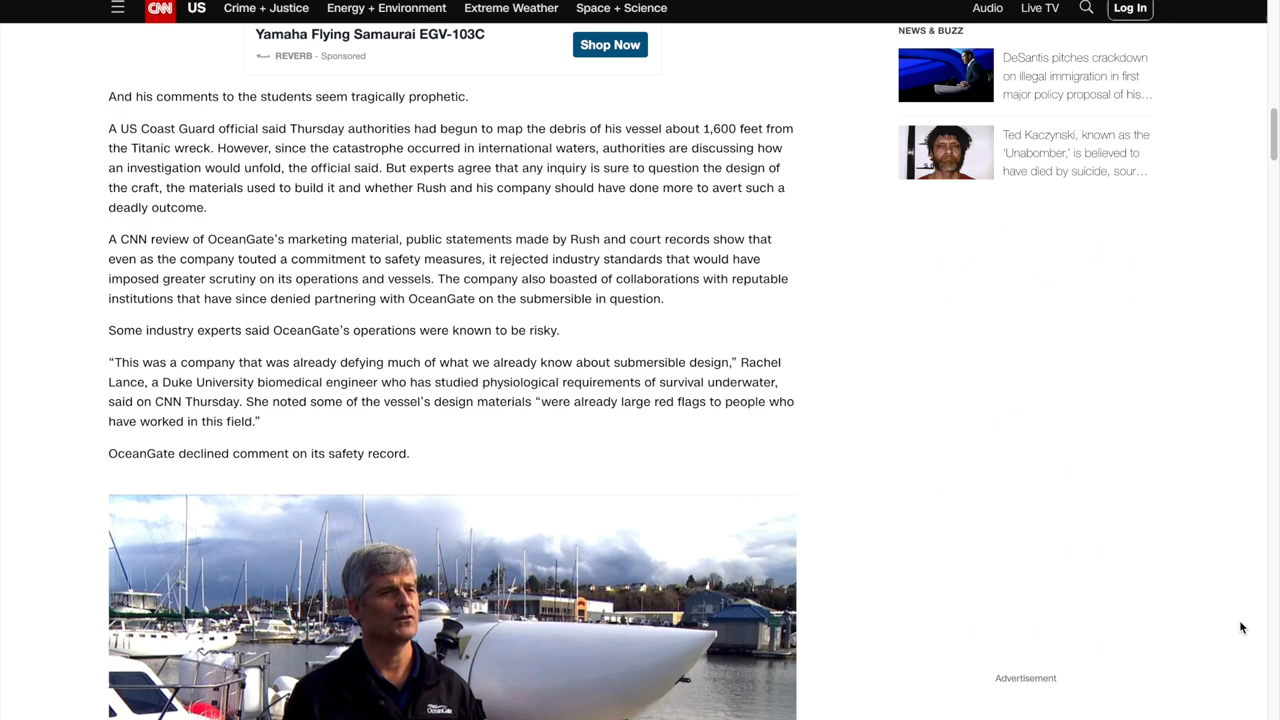 CNN
US
Crime + Justice
Energy + Environment
Extreme Weather
Space + Science
Audio
Live TV
Log In
Yamaha Flying Samaurai EGV-103C
REVERB - Sponsored
Shop Now
And his comments to the students seem tragically prophetic.
A US Coast Guard official said Thursday authorities had begun to map the debris of his vessel about 1,600 feet from
the Titanic wreck. However, since the catastrophe occurred in international waters, authorities are discussing how
an investigation would unfold, the official said. But experts agree that any inquiry is sure to question the design of
the craft, the materials used to build it and whether Rush and his company should have done more to avert such a
deadly outcome.
A CNN review of OceanGate’s marketing material, public statements made by Rush and court records show that
even as the company touted a commitment to safety measures, it rejected industry standards that would have
imposed greater scrutiny on its operations and vessels. The company also boasted of collaborations with reputable
institutions that have since denied partnering with OceanGate on the submersible in question.
Some industry experts said OceanGate’s operations were known to be risky.
“This was a company that was already defying much of what we already know about submersible design,” Rachel
Lance, a Duke University biomedical engineer who has studied physiological requirements of survival underwater,
said on CNN Thursday. She noted some of the vessel’s design materials “were already large red flags to people who
have worked in this field.”
OceanGate declined comment on its safety record.
OceanGate
NEWS & BUZZ
DeSantis pitches crackdown
on illegal immigration in first
major policy proposal of his…
Ted Kaczynski, known as the
‘Unabomber,’ is believed to
have died by suicide, sour…
Advertisement